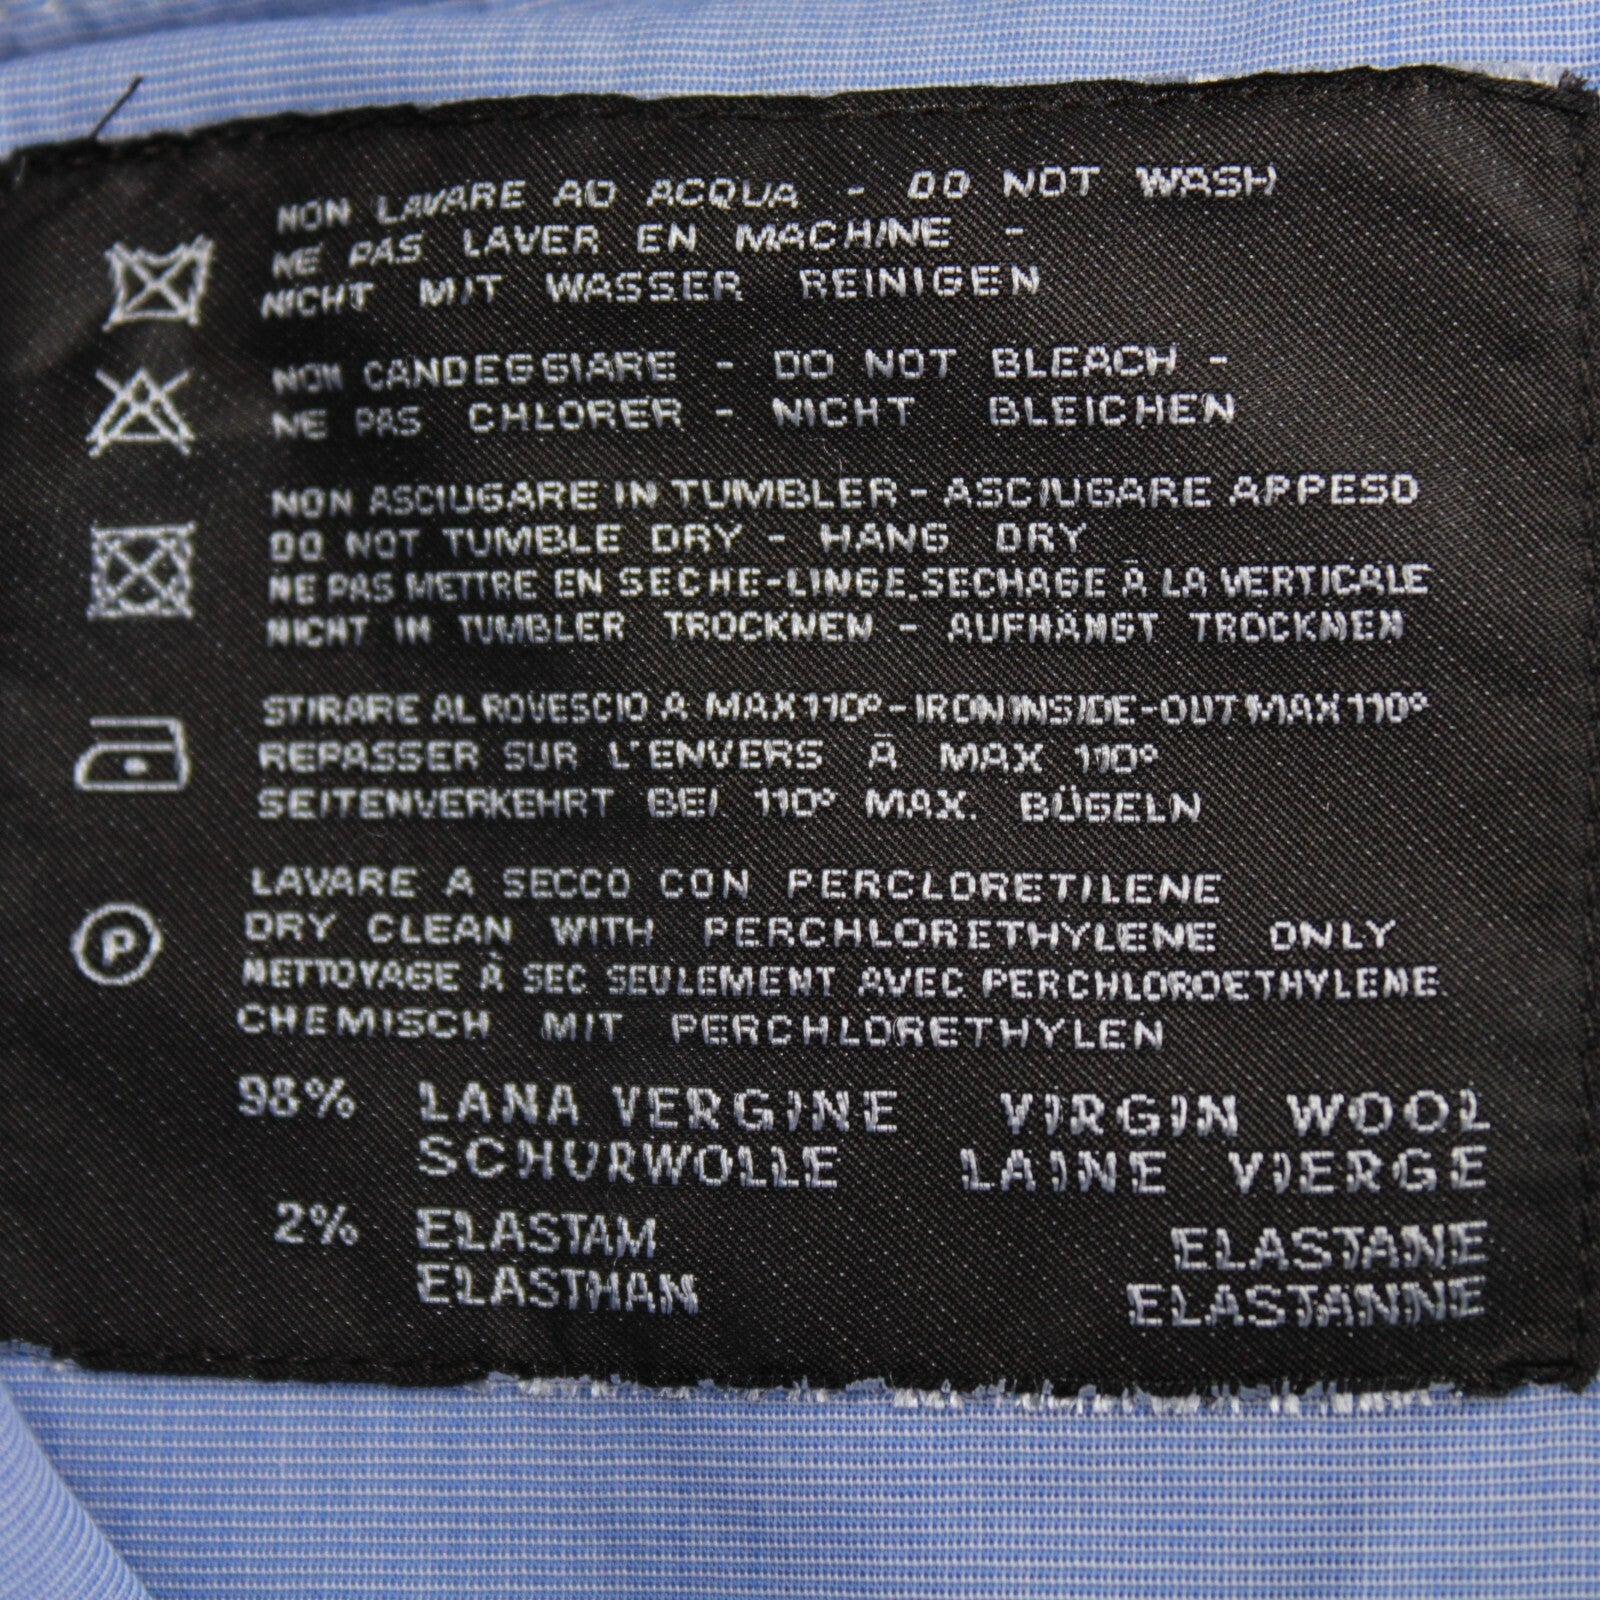 NON LAVARE AD ACQUA - DO NOT WASH
NE PAS LAVER EN MACHINE -
NICHT MIT WASSER REINIGEN
NON CANDEGGIARE - DO NOT BLEACH -
NE PAS CHLORER - NICHT BLEICHEN
NON ASCIUGARE IN TUMBLER - ASCIUGARE APPESO
DO NOT TUMBLE DRY - HANG DRY
NE PAS METTRE EN SECHE-LINGE.SECHAGE À LA VERTICALE
NICHT IN TUMBLER TROCKNEN - AUFHÄNGT TROCKNEN
STIRARE AL ROVESCIO A MAX 110° - IRON INSIDE-OUT MAX 110°
REPASSER SUR L'ENVERS À MAX 110°
SEITENVERKEHRT BEI 110° MAX. BÜGELN
P
LAVARE A SECCO CON PERCLORETILENE
DRY CLEAN WITH PERCHLORETHYLENE ONLY
NETTOYAGE À SEC SEULEMENT AVEC PERCHLOROETHYLENE
CHEMISCH MIT PERCHLORETHYLEN
98% LANA VERGINE VIRGIN WOOL
SCHURWOLLE LAINE VIERGE
2% ELASTAM ELASTANE
ELASTHAN ELASTANNE